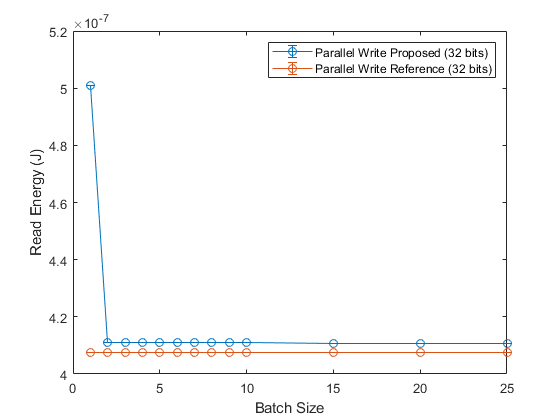 ×10⁻⁷
5.2
5
4.8
4.6
4.4
4.2
4
0 5 10 15 20 25
Read Energy (J)
Batch Size
Parallel Write Proposed (32 bits)
Parallel Write Reference (32 bits)